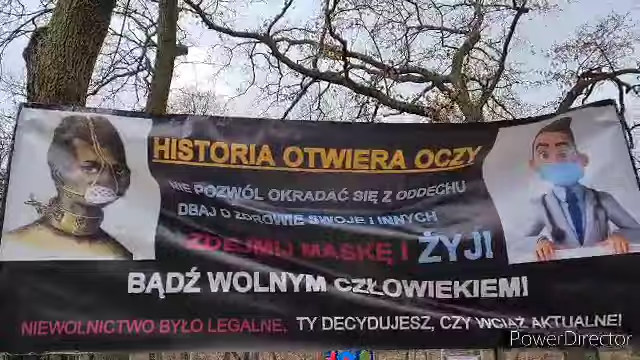 HISTORIA OTWIERA OCZY
NIE POZWÓL OKRADAĆ SIĘ Z ODDECHU
DBAJ O ZDROWIE SWOJE I INNYCH
ZDEJMIJ MASKĘ I ŻYJ!
BĄDŹ WOLNYM CZŁOWIEKIEM!
NIEWOLNICTWO BYŁO LEGALNE, TY DECYDUJESZ, CZY WCIĄŻ AKTUALNE!
PowerDirector